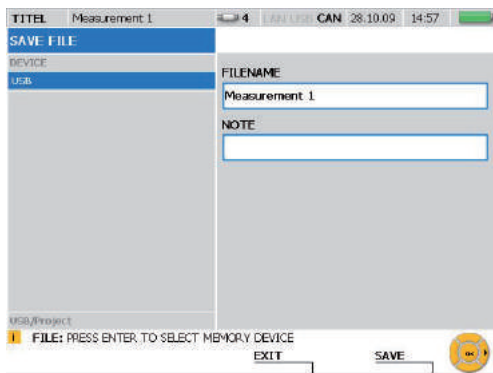 TITEL Measurement 1 4 LAN USB CAN 28.10.09 14:57
SAVE FILE
DEVICE
USB
FILENAME
Measurement 1
NOTE
USB/Project
! FILE: PRESS ENTER TO SELECT MEMORY DEVICE
EXIT SAVE
OK